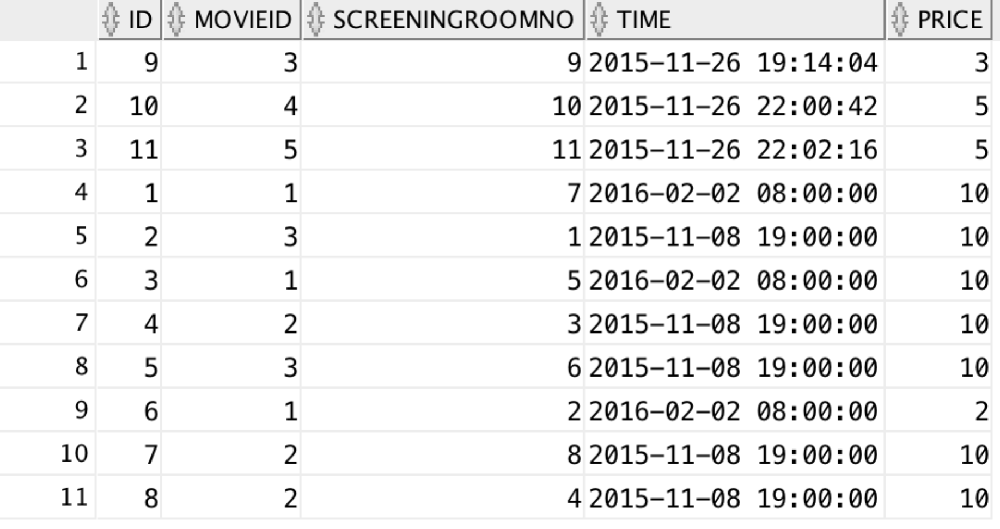 ID MOVIEID SCREENINGROOMNO TIME PRICE
1 9 3 9 2015-11-26 19:14:04 3
2 10 4 10 2015-11-26 22:00:42 5
3 11 5 11 2015-11-26 22:02:16 5
4 1 1 7 2016-02-02 08:00:00 10
5 2 3 1 2015-11-08 19:00:00 10
6 3 1 5 2016-02-02 08:00:00 10
7 4 2 3 2015-11-08 19:00:00 10
8 5 3 6 2015-11-08 19:00:00 10
9 6 1 2 2016-02-02 08:00:00 2
10 7 2 8 2015-11-08 19:00:00 10
11 8 2 4 2015-11-08 19:00:00 10